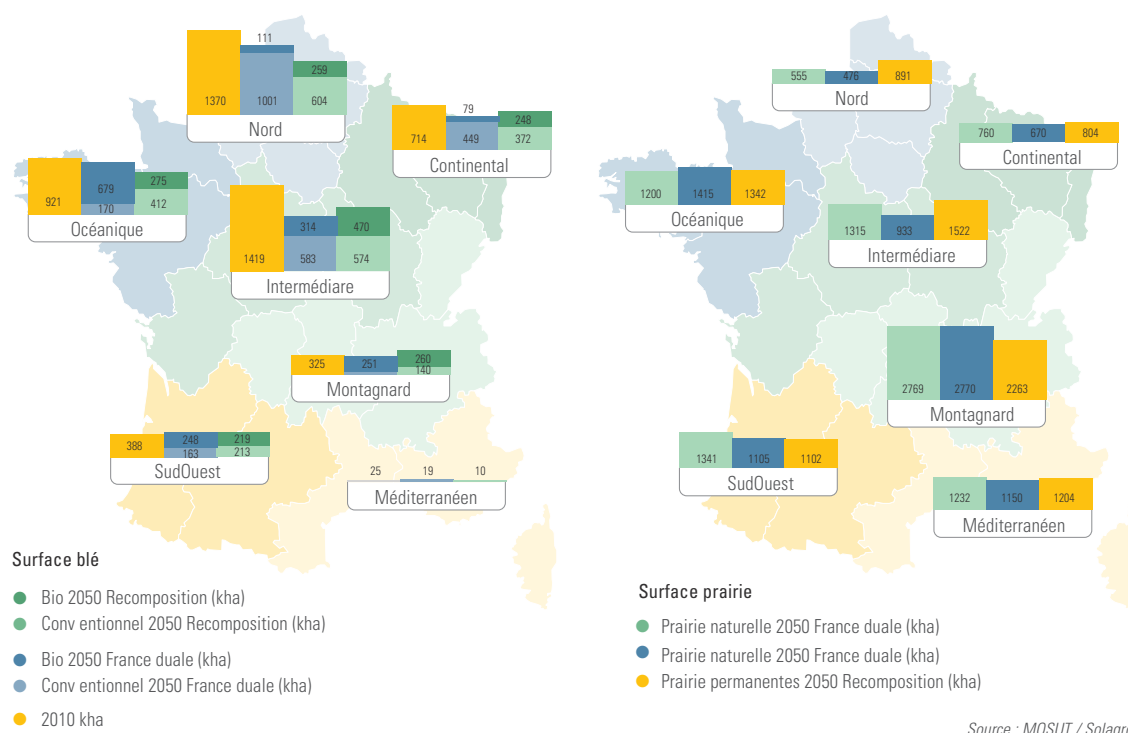 111
259
1370
1001
604
Nord
79
248
714
449
372
Continental
679
275
921
170
412
Océanique
314
470
1419
583
574
Intermédiare
260
325
251
140
Montagnard
248
219
388
163
213
SudOuest
25
19
10
Méditerranéen
Surface blé
Bio 2050 Recomposition (kha)
Conv entionnel 2050 Recomposition (kha)
Bio 2050 France duale (kha)
Conv entionnel 2050 France duale (kha)
2010 kha
555
476
891
Nord
760
670
804
Continental
1200
1415
1342
Océanique
1315
933
1522
Intermédiare
2769
2770
2263
Montagnard
1341
1105
1102
SudOuest
1232
1150
1204
Méditerranéen
Surface prairie
Prairie naturelle 2050 France duale (kha)
Prairie naturelle 2050 France duale (kha)
Prairie permanentes 2050 Recomposition (kha)
Source : MOSUT / Solagro